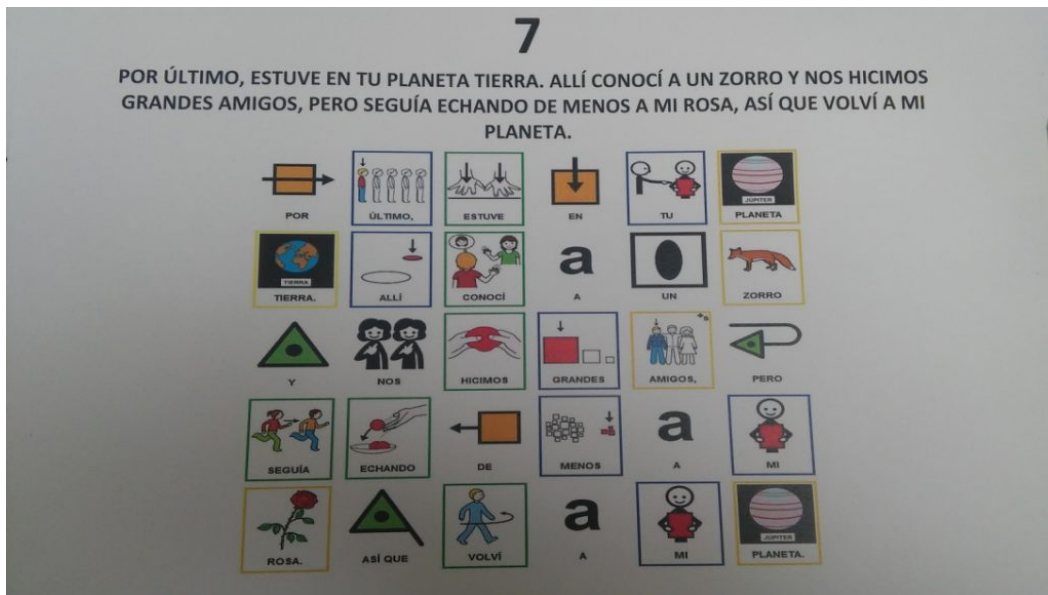 7
POR ÚLTIMO, ESTUVE EN TU PLANETA TIERRA. ALLÍ CONOCÍ A UN ZORRO Y NOS HICIMOS
GRANDES AMIGOS, PERO SEGUÍA ECHANDO DE MENOS A MI ROSA, ASÍ QUE VOLVÍ A MI
PLANETA.
JÚPITER
POR ÚLTIMO, ESTUVE EN TU PLANETA
a
TIERRA
TIERRA. ALLÍ CONOCÍ A UN ZORRO
+s
Y NOS HICIMOS GRANDES AMIGOS, PERO
a
SEGUÍA ECHANDO DE MENOS A MI
a
JÚPITER
ROSA. ASÍ QUE VOLVÍ A MI PLANETA.